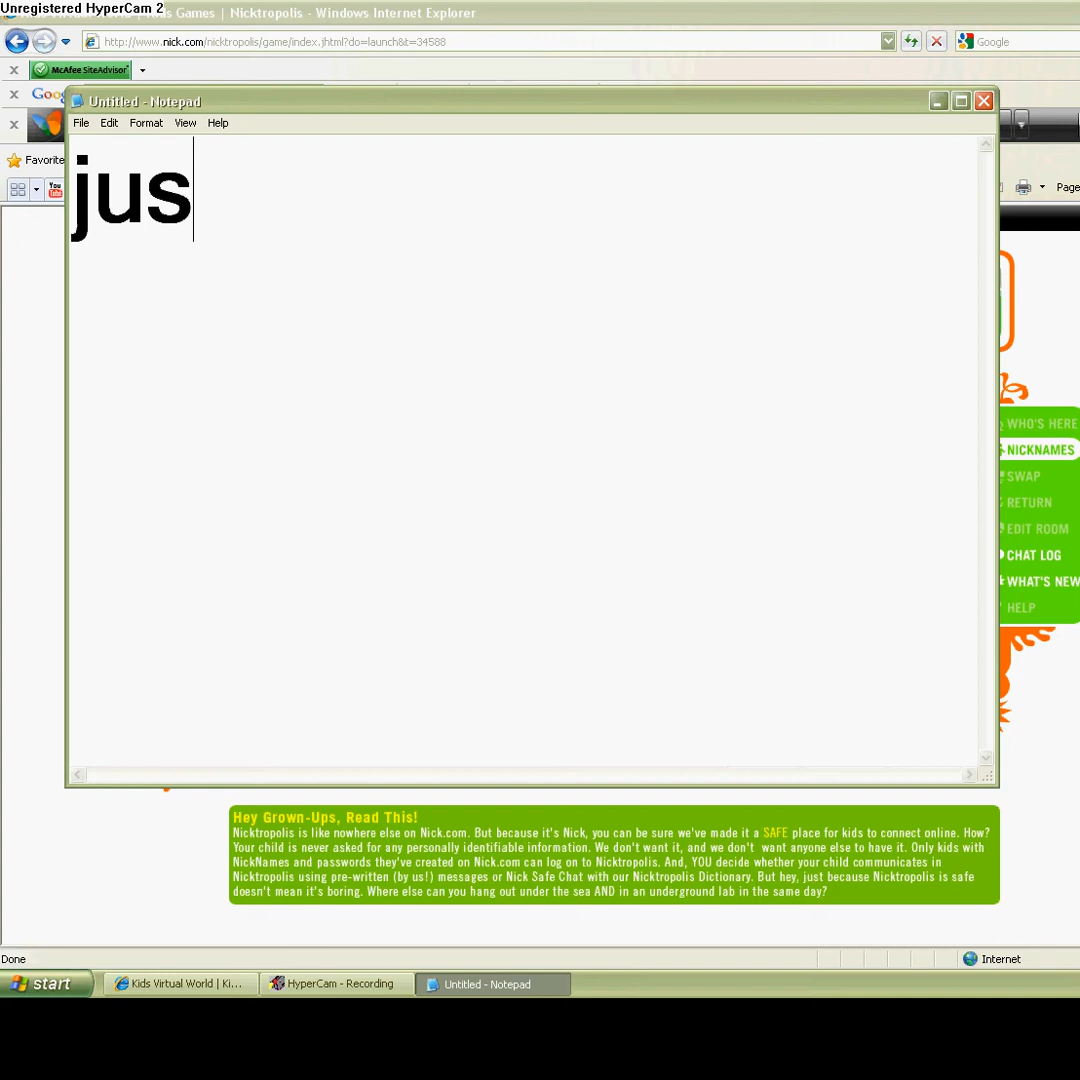 Unregistered HyperCam 2
Games | Nicktropolis - Windows Internet Explorer
http://www.nick.com/nicktropolis/game/index.jhtml?do=launch&t=34588
Google
McAfee SiteAdvisor
Goog
Untitled - Notepad
File Edit Format View Help
Favorite
You Tube
Page
jus
WHO'S HERE
NICKNAMES
SWAP
RETURN
EDIT ROOM
CHAT LOG
WHAT'S NEW
HELP
Hey Grown-Ups, Read This!
Nicktropolis is like nowhere else on Nick.com. But because it's Nick, you can be sure we've made it a SAFE place for kids to connect online. How?
Your child is never asked for any personally identifiable information. We don't want it, and we don't want anyone else to have it. Only kids with
NickNames and passwords they've created on Nick.com can log on to Nicktropolis. And, YOU decide whether your child communicates in
Nicktropolis using pre-written (by us!) messages or Nick Safe Chat with our Nicktropolis Dictionary. But hey, just because Nicktropolis is safe
doesn't mean it's boring. Where else can you hang out under the sea AND in an underground lab in the same day?
Done
Internet
start
Kids Virtual World | Ki...
HyperCam - Recording
Untitled - Notepad